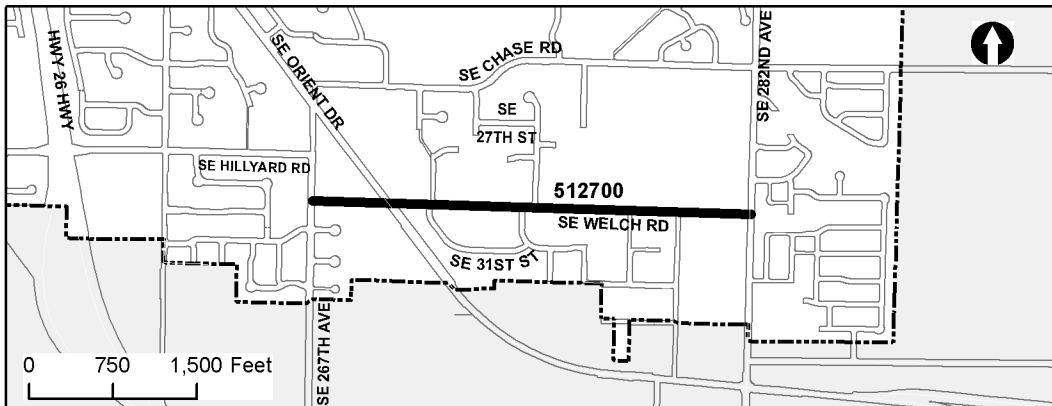 HWY 26 HWY
SE ORIENT DR
SE CHASE RD
SE 282ND AVE
SE
27TH ST
SE HILLYARD RD
512700
SE WELCH RD
SE 31ST ST
SE 267TH AVE
0 750 1,500 Feet